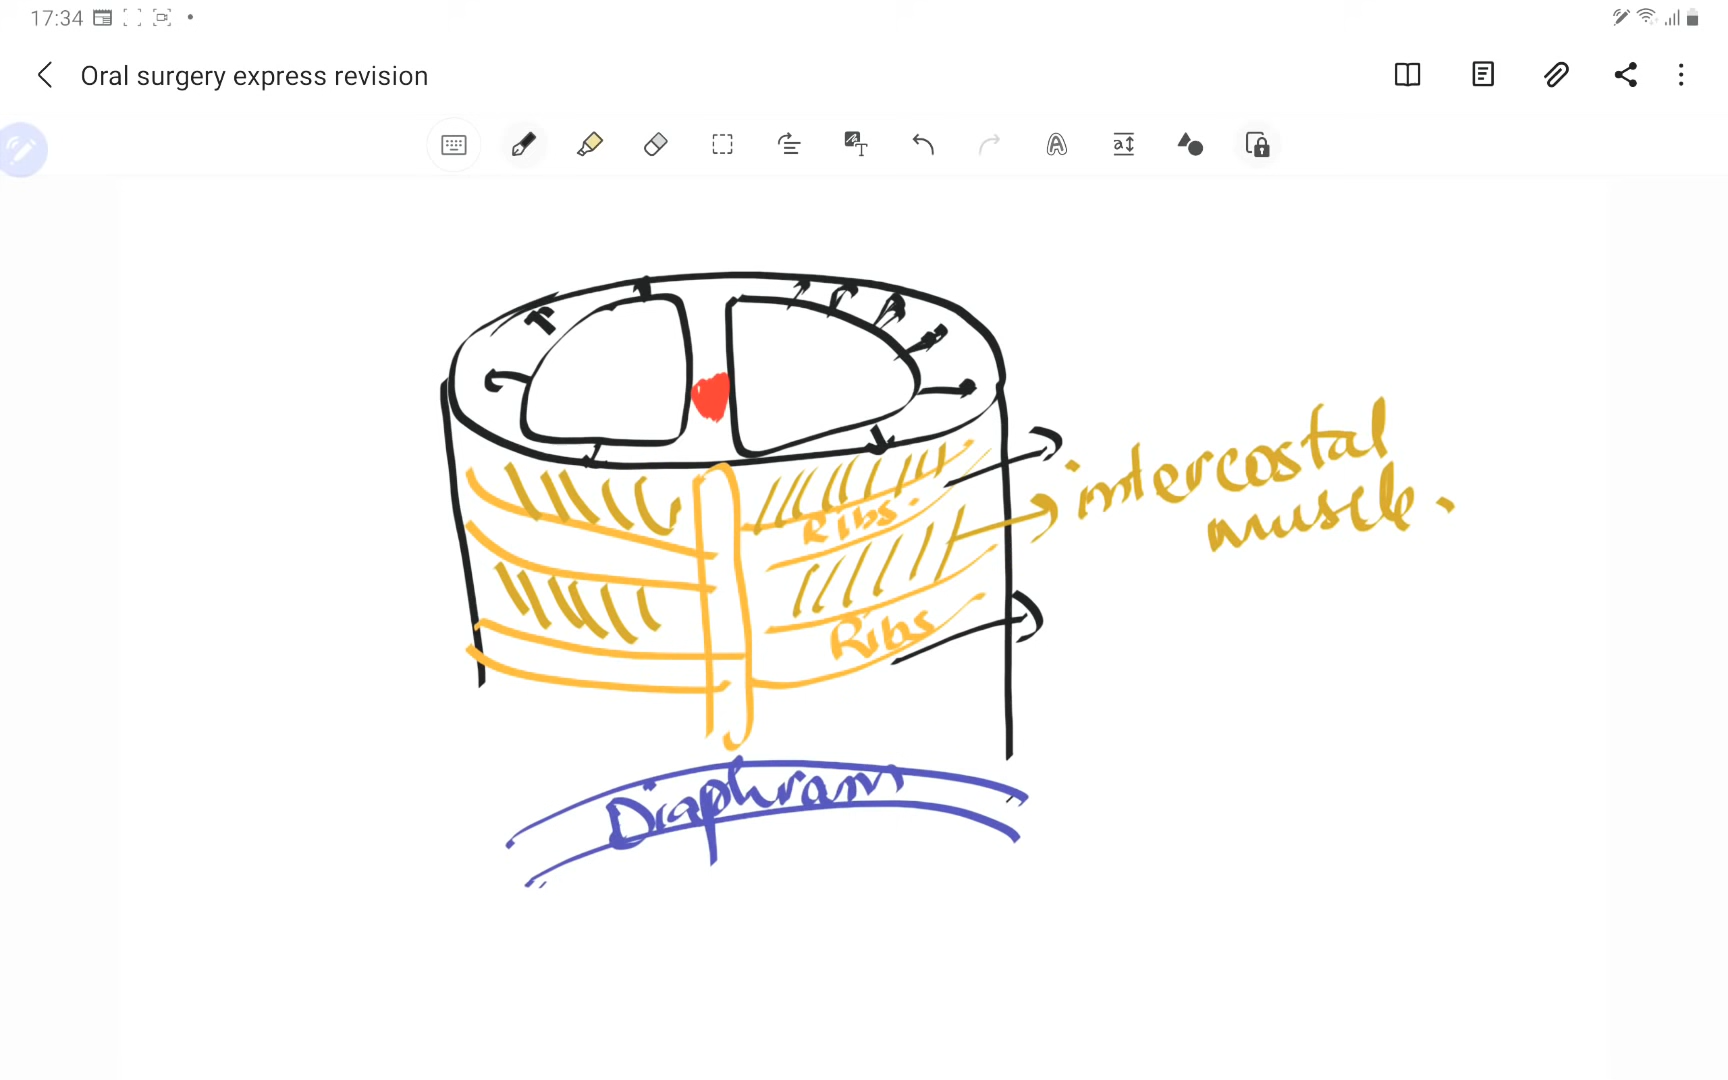 17:34
Oral surgery express revision
intercostal
muscle.
Ribs.
Ribs
Diaphram